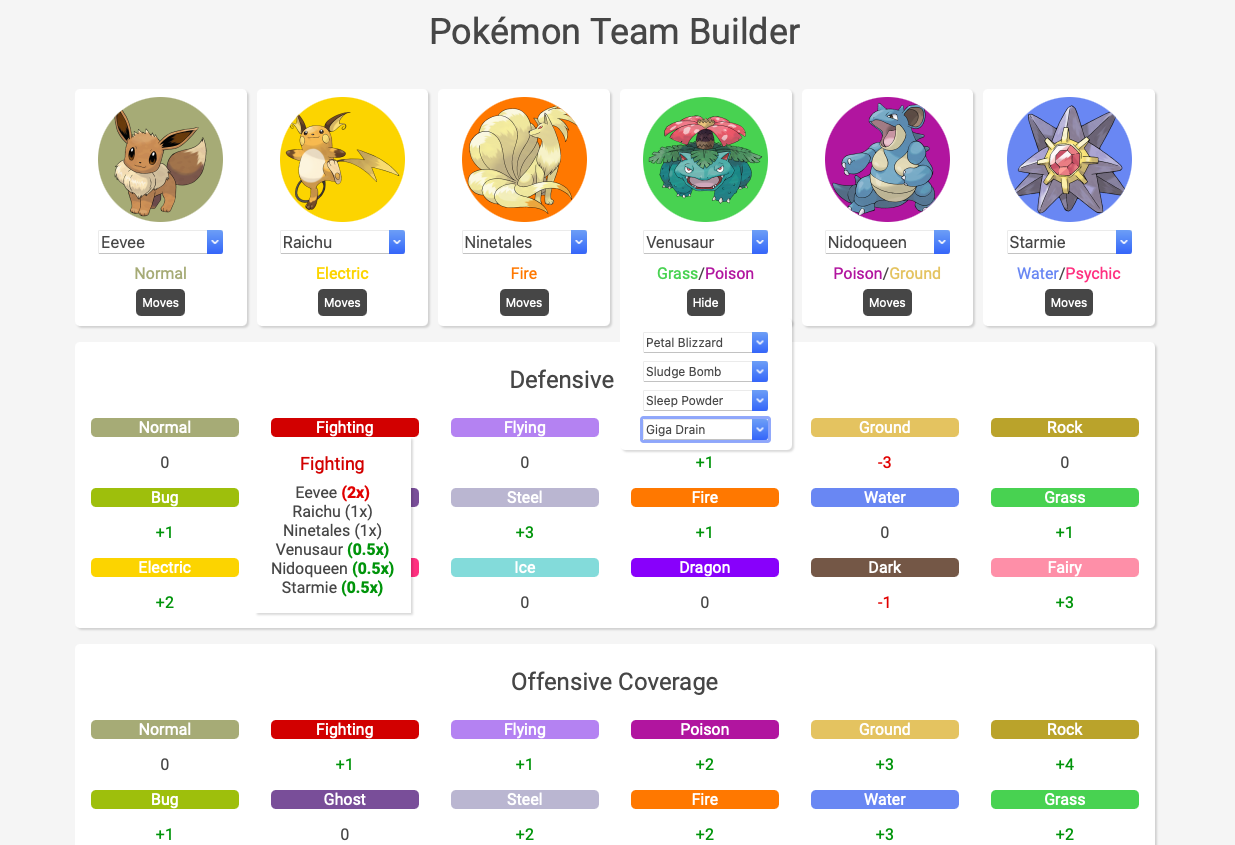 Pokémon Team Builder
Eevee Raichu Ninetales Venusaur Nidoqueen Starmie
Normal Electric Fire Grass/Poison Poison/Ground Water/Psychic
Moves Moves Moves Hide Moves Moves
Petal Blizzard
Sludge Bomb
Sleep Powder
Giga Drain
Defensive
Normal Fighting Flying Ground Rock
0 0 +1 -3 0
Fighting
Eevee (2x)
Raichu (1x)
Ninetales (1x)
Venusaur (0.5x)
Nidoqueen (0.5x)
Starmie (0.5x)
Bug Steel Fire Water Grass
+1 +3 +1 0 +1
Electric Ice Dragon Dark Fairy
+2 0 0 -1 +3
Offensive Coverage
Normal Fighting Flying Poison Ground Rock
0 +1 +1 +2 +3 +4
Bug Ghost Steel Fire Water Grass
+1 0 +2 +2 +3 +2